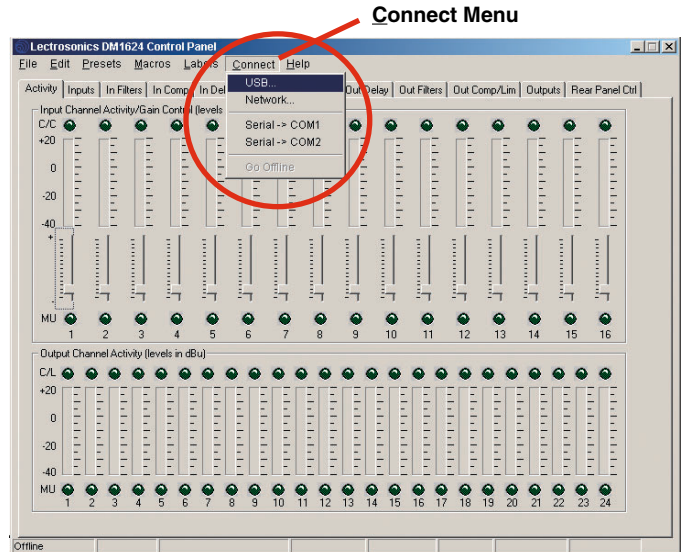 Connect Menu
Lectrosonics DM1624 Control Panel
File Edit Presets Macros Labels Connect Help
USB...
Network...
Serial -> COM1
Serial -> COM2
Go Offline
Activity Inputs In Filters In Comp In Del Out Delay Out Filters Out Comp/Lim Outputs Rear Panel Ctrl
Input Channel Activity/Gain Control (levels
C/C
+20
0
-20
-40
+
-
MU
1 2 3 4 5 6 7 8 9 10 11 12 13 14 15 16
Output Channel Activity (levels in dBu)
C/L
+20
0
-20
-40
MU
1 2 3 4 5 6 7 8 9 10 11 12 13 14 15 16 17 18 19 20 21 22 23 24
Offline